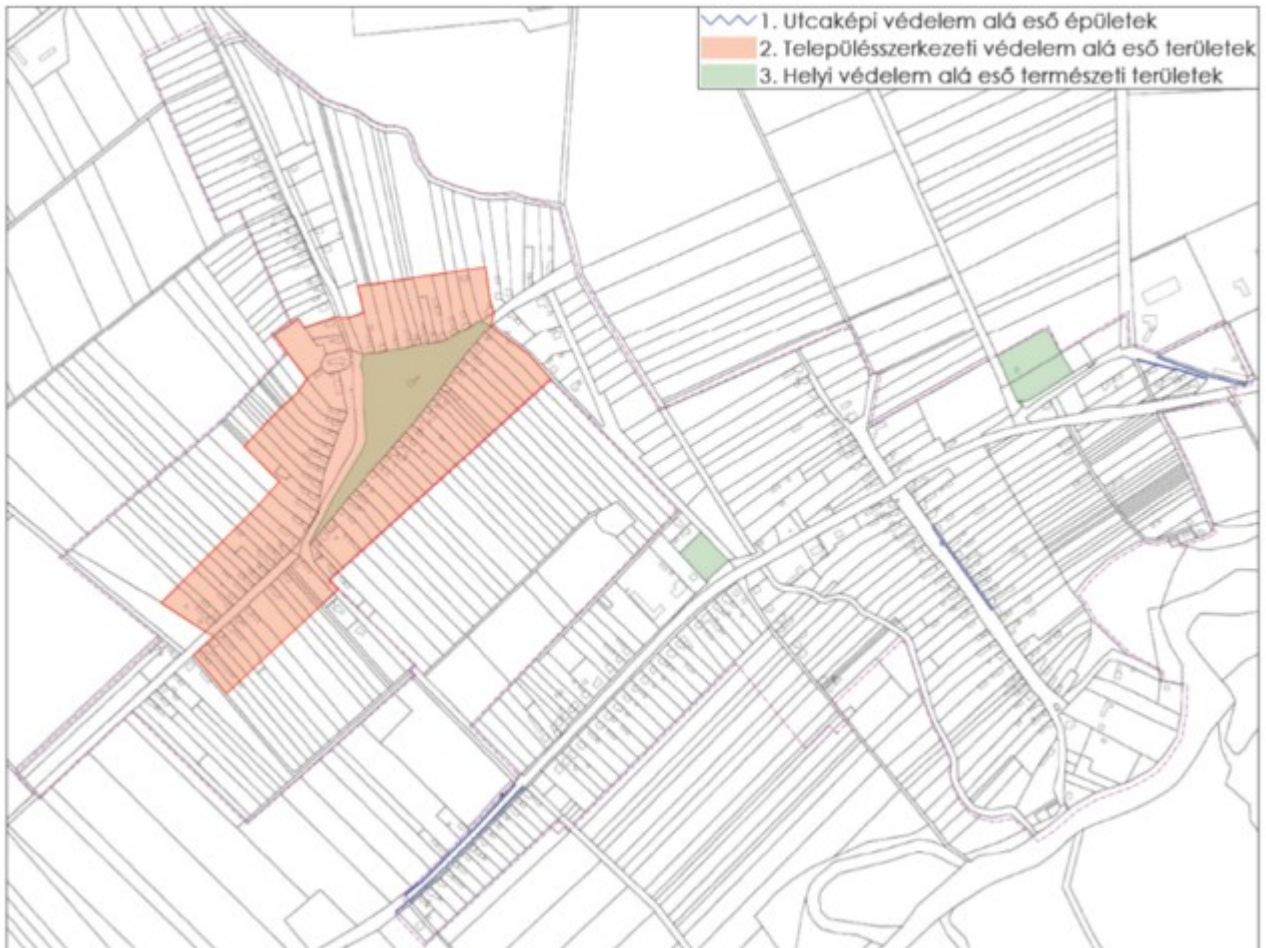 1. Utcaképi védelem alá eső épületek
2. Településszerkezeti védelem alá eső területek
3. Helyi védelem alá eső természeti területek